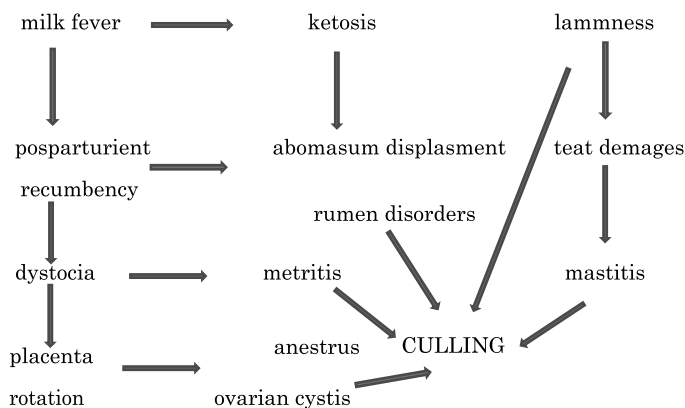 milk fever
ketosis
lammness
posparturient
abomasum displasment
teat demages
recumbency
rumen disorders
dystocia
metritis
mastitis
anestrus
CULLING
placenta
rotation
ovarian cystis